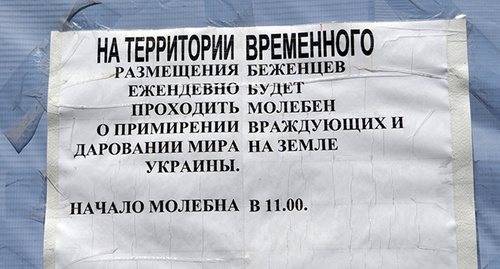 НА ТЕРРИТОРИИ ВРЕМЕННОГО
РАЗМЕЩЕНИЯ БЕЖЕНЦЕВ
ЕЖЕНДЕВНО БУДЕТ
ПРОХОДИТЬ МОЛЕБЕН
О ПРИМИРЕНИИ ВРАЖДУЮЩИХ И
ДАРОВАНИИ МИРА НА ЗЕМЛЕ
УКРАИНЫ.
НАЧАЛО МОЛЕБНА В 11.00.